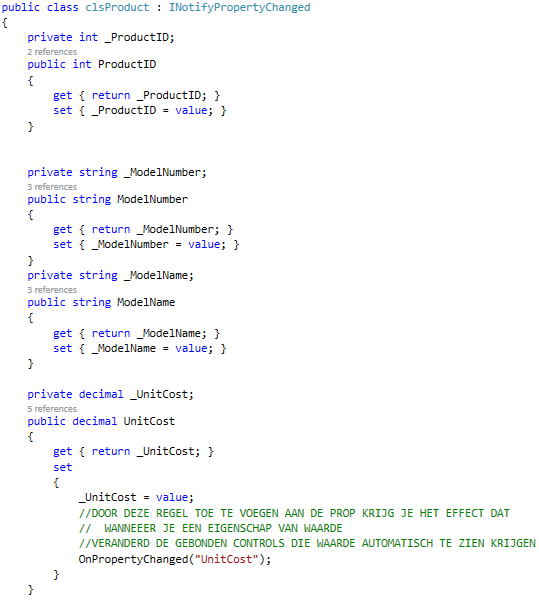 public class clsProduct : INotifyPropertyChanged
{
private int _ProductID;
2 references
public int ProductID
{
get { return _ProductID; }
set { _ProductID = value; }
}
private string _ModelNumber;
3 references
public string ModelNumber
{
get { return _ModelNumber; }
set { _ModelNumber = value; }
}
private string _ModelName;
3 references
public string ModelName
{
get { return _ModelName; }
set { _ModelName = value; }
}
private decimal _UnitCost;
5 references
public decimal UnitCost
{
get { return _UnitCost; }
set
{
_UnitCost = value;
//DOOR DEZE REGEL TOE TE VOEGEN AAN DE PROP KRIJG JE HET EFFECT DAT
// WANNEEER JE EEN EIGENSCHAP VAN WAARDE
//VERANDERD DE GEBONDEN CONTROLS DIE WAARDE AUTOMATISCH TE ZIEN KRIJGEN
OnPropertyChanged("UnitCost");
}
}